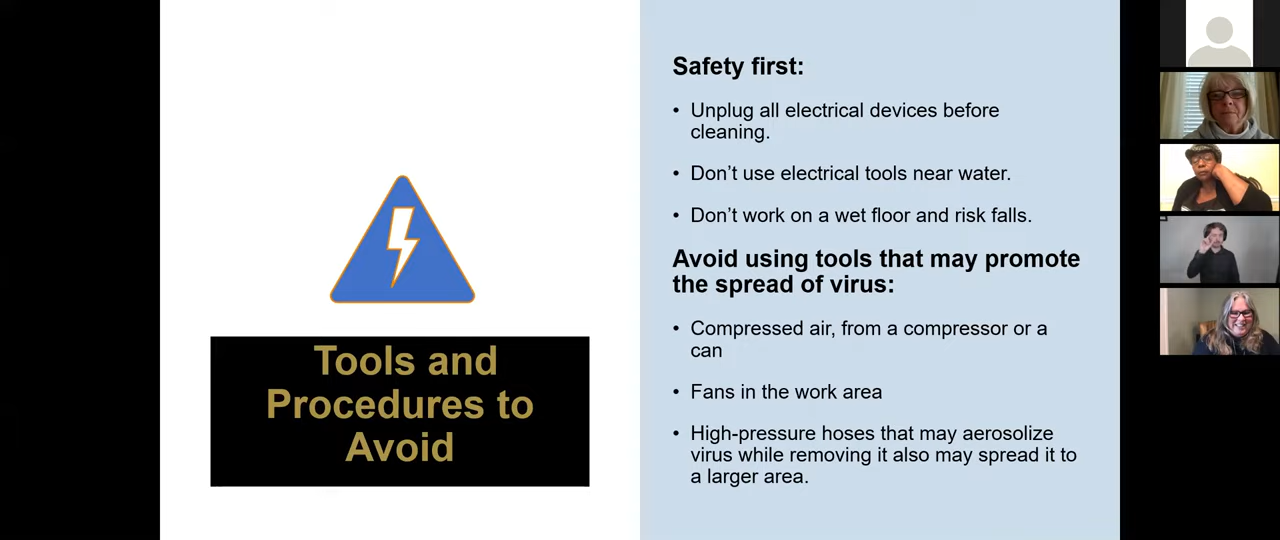 Tools and
Procedures to
Avoid
Safety first:
• Unplug all electrical devices before
cleaning.
• Don’t use electrical tools near water.
• Don’t work on a wet floor and risk falls.
Avoid using tools that may promote
the spread of virus:
• Compressed air, from a compressor or a
can
• Fans in the work area
• High-pressure hoses that may aerosolize
virus while removing it also may spread it to
a larger area.